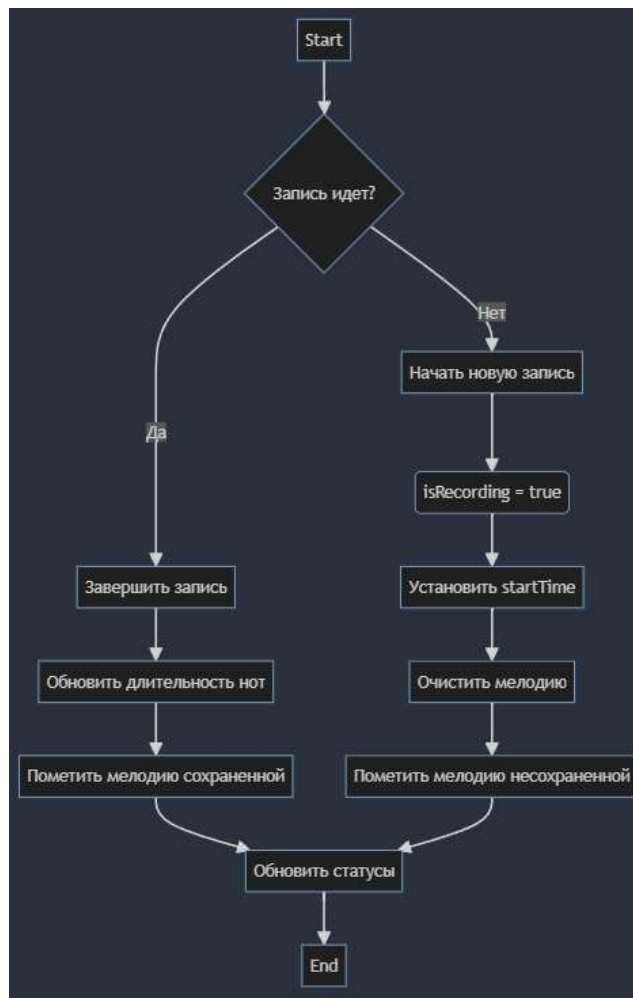 Start
Запись идет?
Нет
Начать новую запись
Да
isRecording = true
Завершить запись
Установить startTime
Обновить длительность нот
Очистить мелодию
Пометить мелодию сохраненной
Пометить мелодию несохраненной
Обновить статусы
End